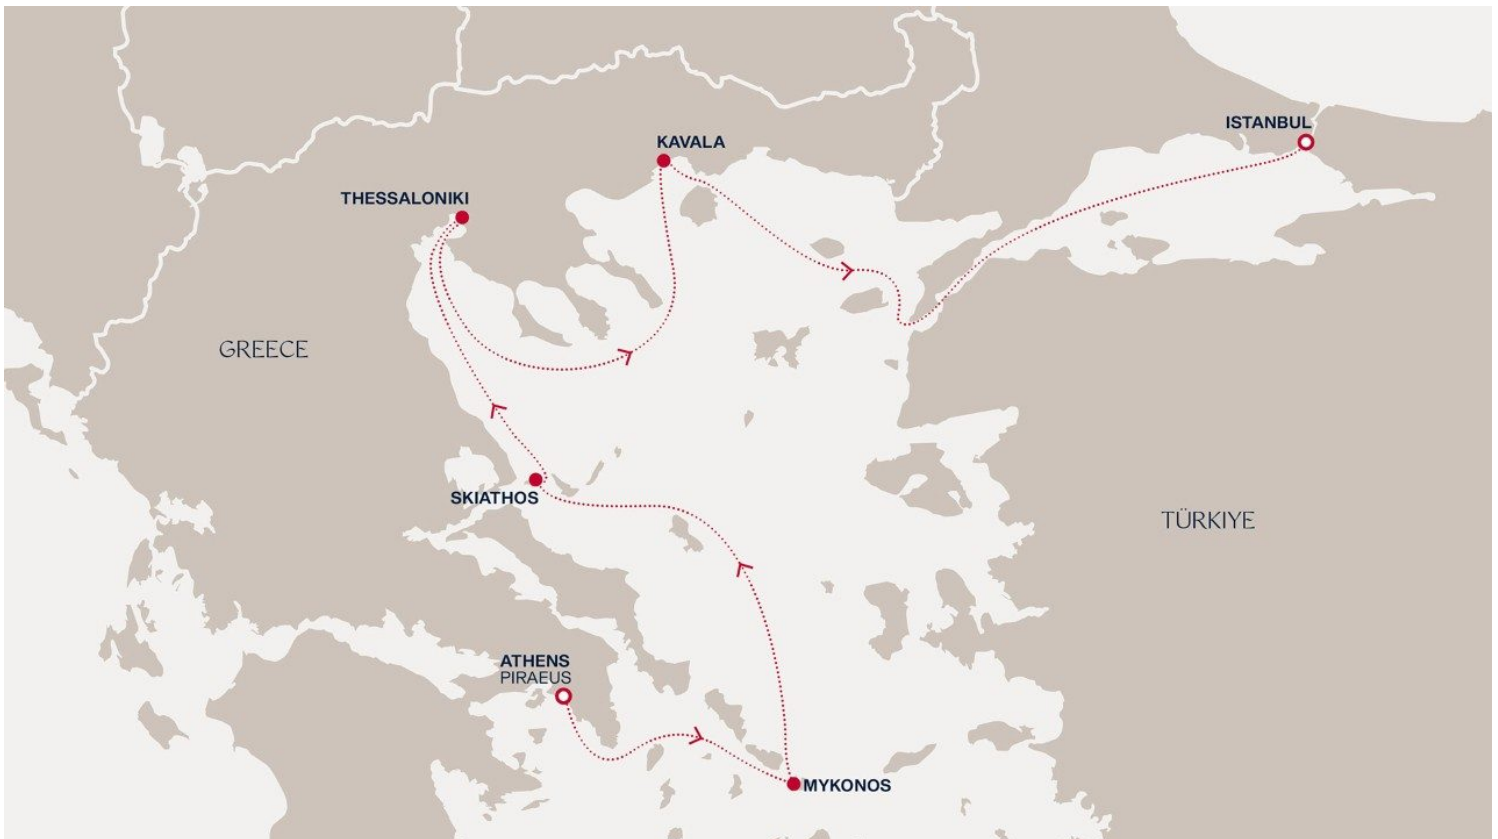 ISTANBUL
KAVALA
THESSALONIKI
GREECE
SKIATHOS
TÜRKIYE
ATHENS
PIRAEUS
MYKONOS